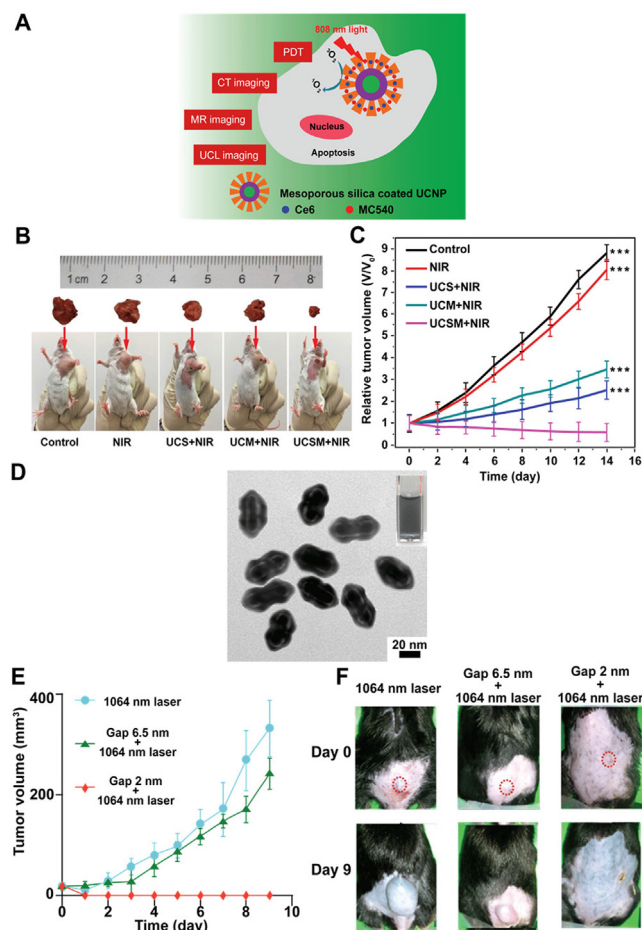 A
808 nm light
PDT
³O₂
¹O₂
CT imaging
MR imaging
Nucleus
UCL imaging
Apoptosis
Mesoporous silica coated UCNP
Ce6
MC540
B
1 cm 2 3 4 5 6 7 8
Control NIR UCS+NIR UCM+NIR UCSM+NIR
C
Relative tumor volume (V/V₀)
9
8
7
6
5
4
3
2
1
0
Control
NIR
UCS+NIR
UCM+NIR
UCSM+NIR
***
***
***
***
0 2 4 6 8 10 12 14 16
Time (day)
D
20 nm
E
Tumor volume (mm³)
400
200
0
1064 nm laser
Gap 6.5 nm
+
1064 nm laser
Gap 2 nm
+
1064 nm laser
0 2 4 6 8 10
Time (day)
F
1064 nm laser
Gap 6.5 nm
+
1064 nm laser
Gap 2 nm
+
1064 nm laser
Day 0
Day 9